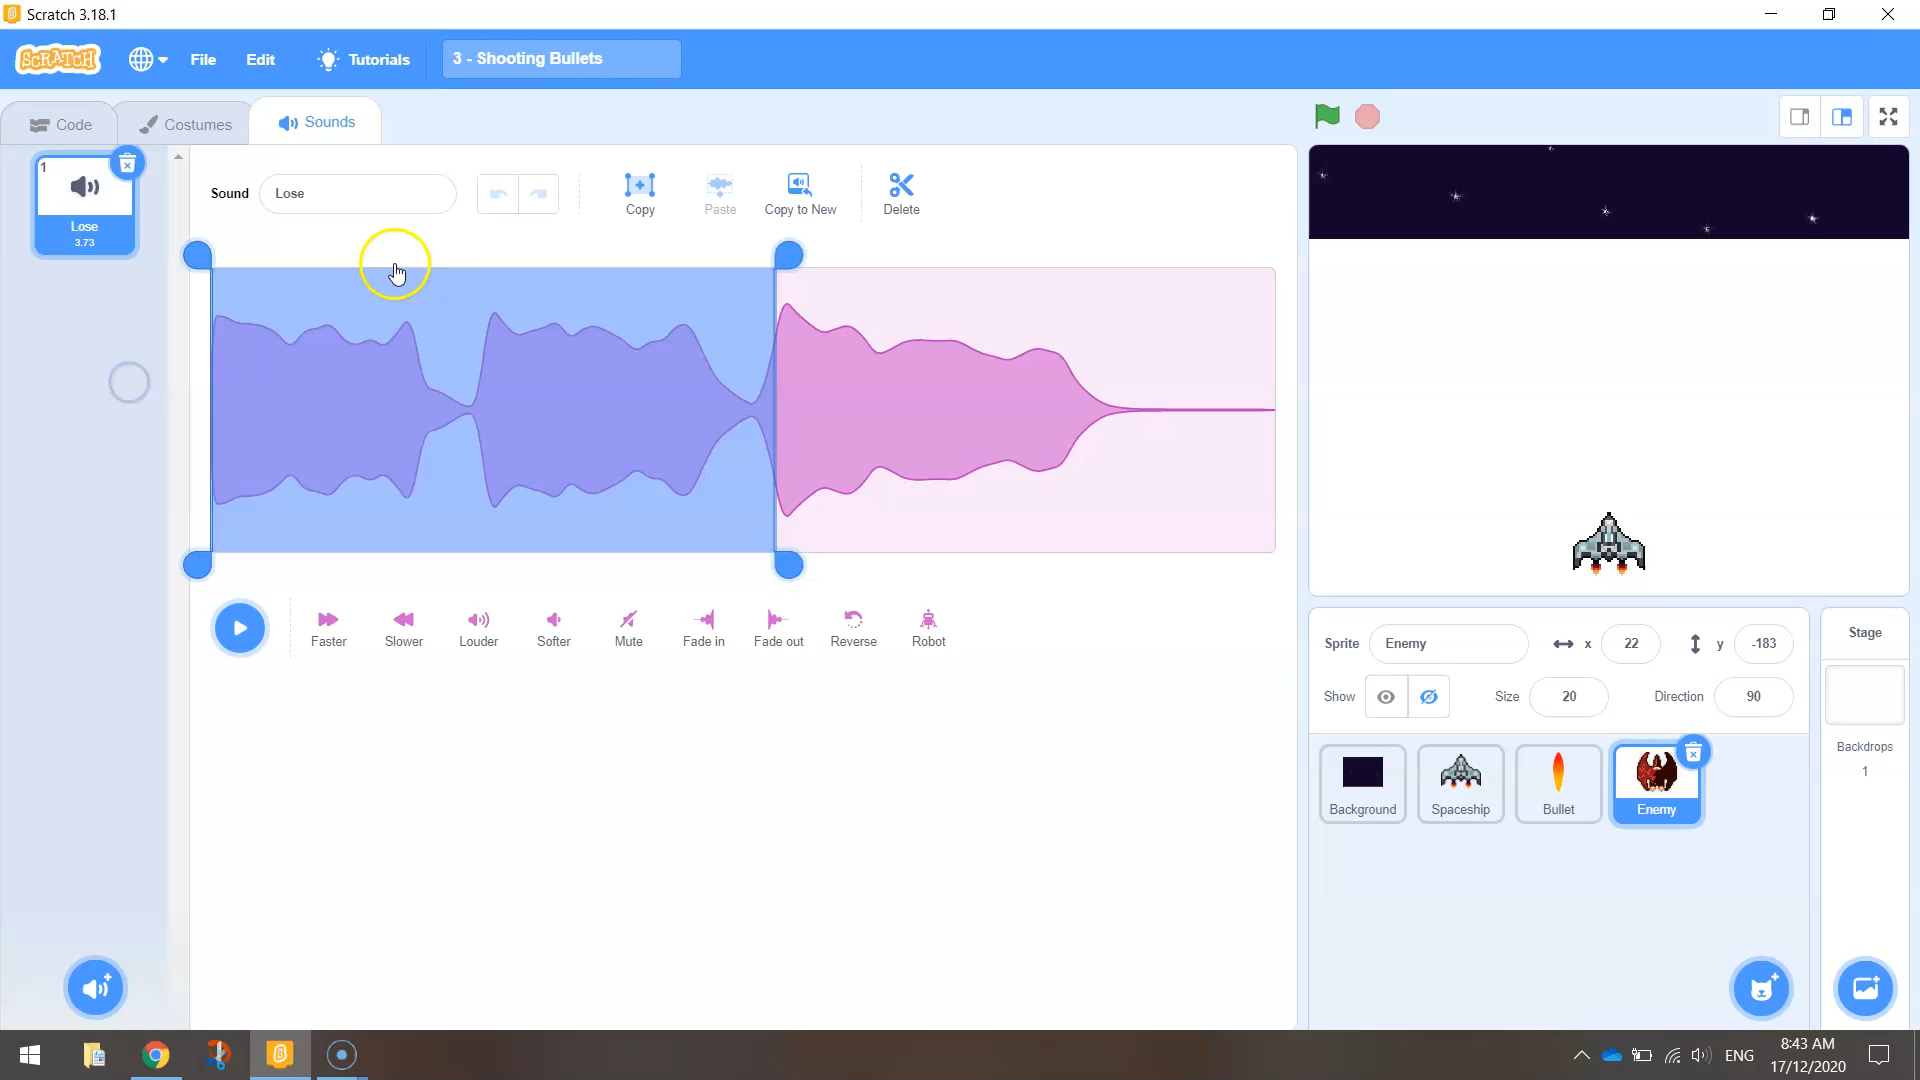 Scratch 3.18.1
SCRATCH File Edit Tutorials 3 - Shooting Bullets
Code Costumes Sounds
1
Lose
3.73
Sound Lose Copy Paste Copy to New Delete
Faster Slower Louder Softer Mute Fade in Fade out Reverse Robot
Sprite Enemy x 22 y -183
Show Size 20 Direction 90
Stage
Backdrops
1
Background Spaceship Bullet Enemy
ENG
8:43 AM
17/12/2020